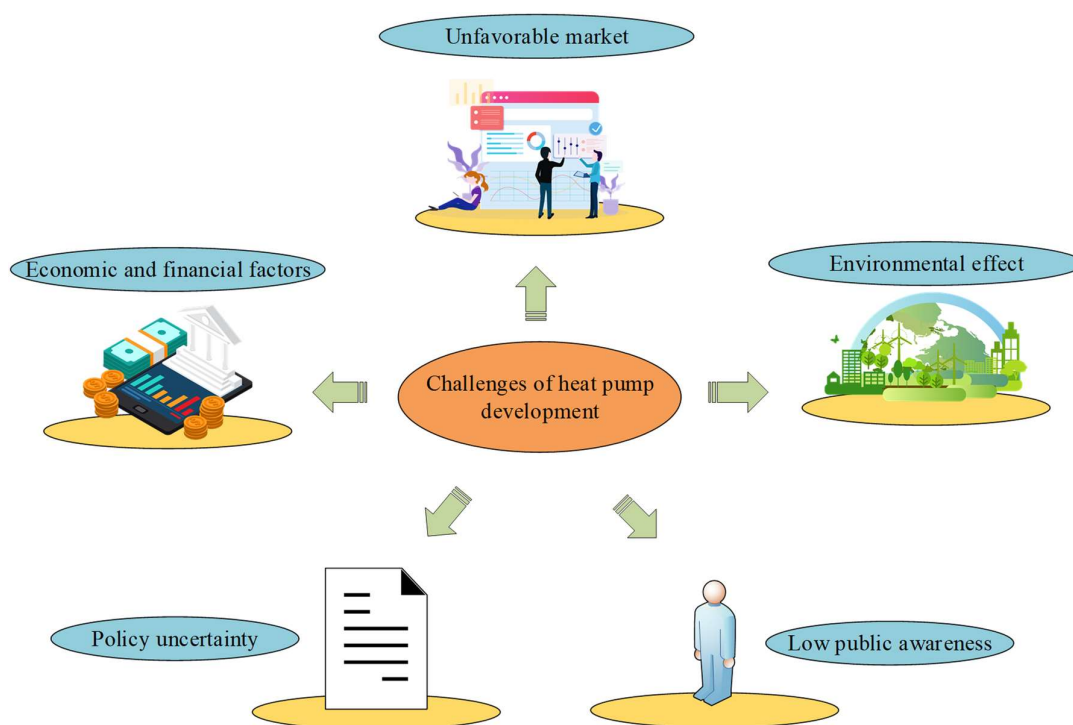 Unfavorable market
Economic and financial factors
Environmental effect
Challenges of heat pump
development
Policy uncertainty
Low public awareness